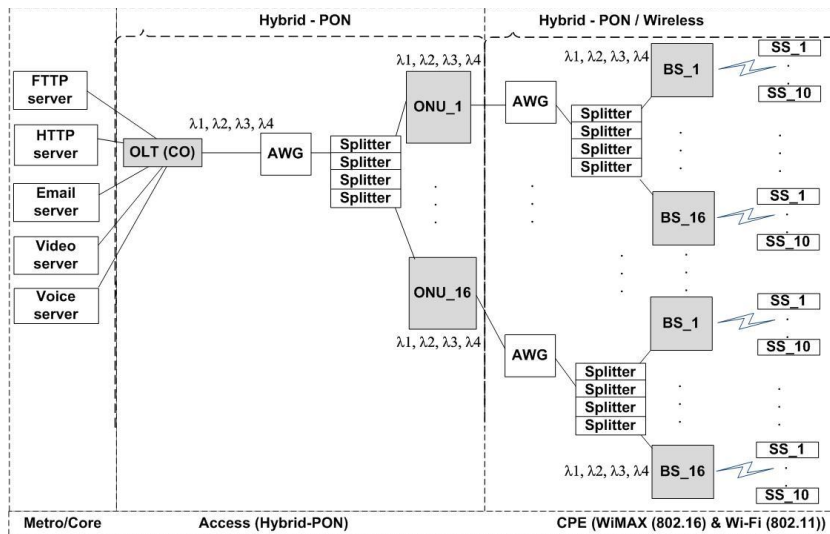 Hybrid - PON
Hybrid - PON / Wireless
FTTP
server
HTTP
server
Email
server
Video
server
Voice
server
OLT (CO)
λ1, λ2, λ3, λ4
AWG
Splitter
Splitter
Splitter
Splitter
λ1, λ2, λ3, λ4
ONU_1
ONU_16
λ1, λ2, λ3, λ4
AWG
Splitter
Splitter
Splitter
Splitter
λ1, λ2, λ3, λ4
BS_1
SS_1
SS_10
BS_16
SS_1
SS_10
AWG
Splitter
Splitter
Splitter
Splitter
BS_1
SS_1
SS_10
λ1, λ2, λ3, λ4
BS_16
SS_1
SS_10
Metro/Core
Access (Hybrid-PON)
CPE (WiMAX (802.16) & Wi-Fi (802.11))